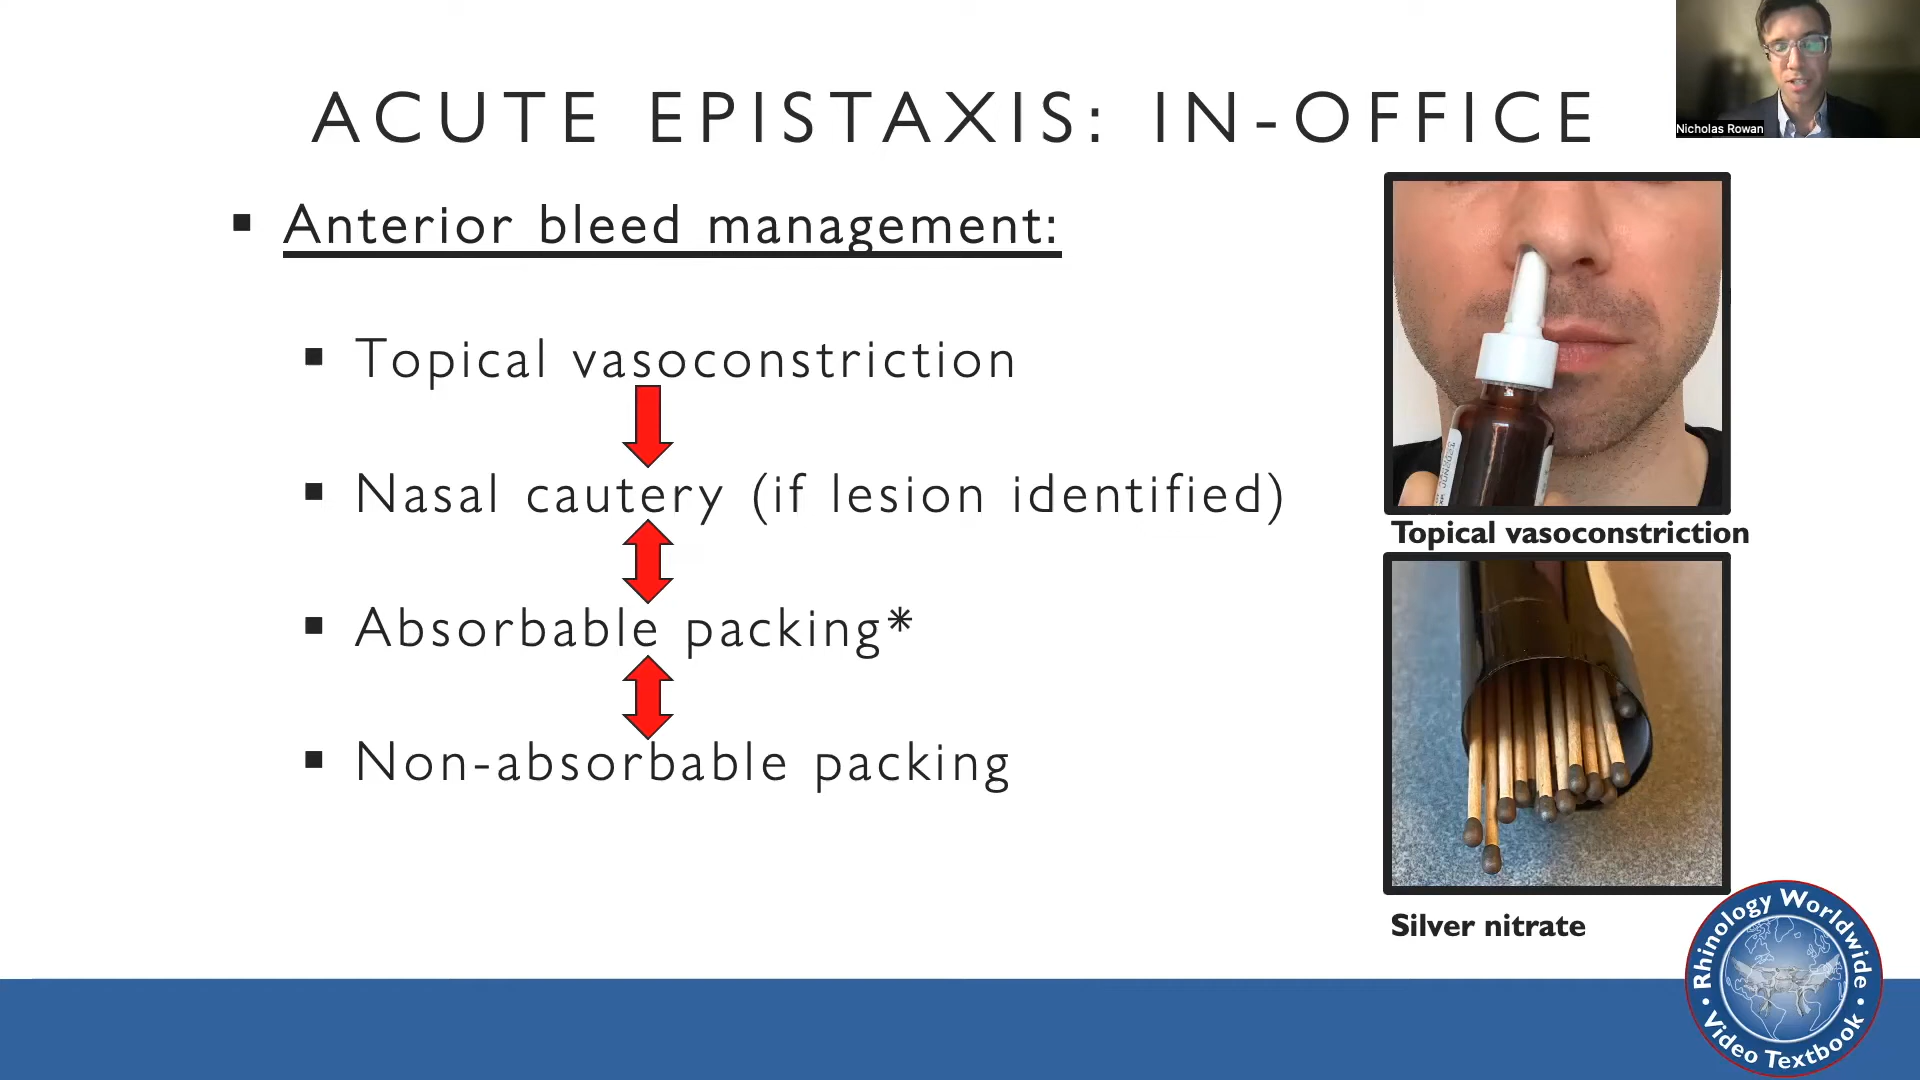 ACUTE EPISTAXIS: IN-OFFICE
Nicholas Rowan
Anterior bleed management:
Topical vasoconstriction
Nasal cautery (if lesion identified)
Absorbable packing*
Non-absorbable packing
Topical vasoconstriction
Silver nitrate
Rhinology Worldwide
Video Textbook